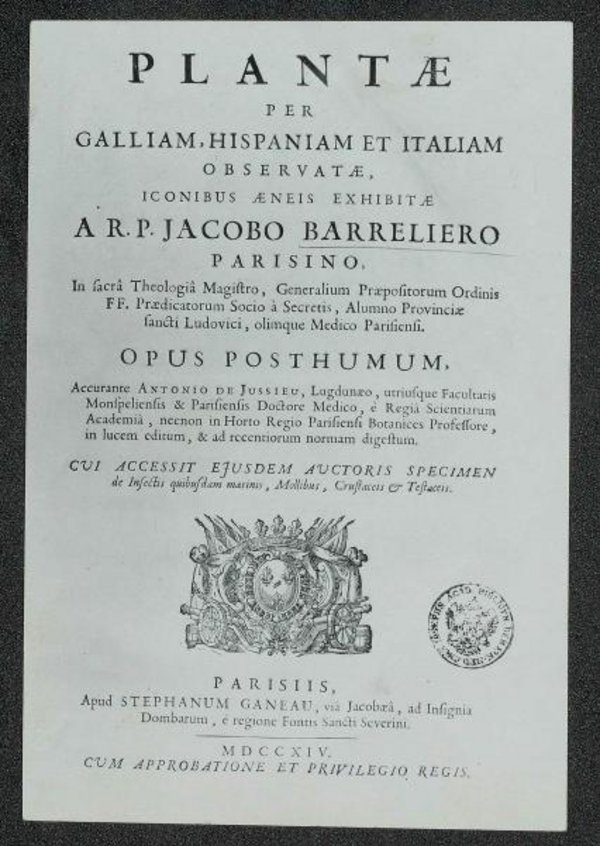 PLANTÆ
PER
GALLIAM, HISPANIAM ET ITALIAM
OBSERVATÆ,
ICONIBUS ÆNEIS EXHIBITÆ
A R. P. JACOBO BARRELIERO
PARISINO,
In ſacrâ Theologiâ Magiſtro, Generalium Præpoſitorum Ordinis
FF. Prædicatorum Socio à Secretis, Alumno Provinciæ
ſancti Ludovici, olimque Medico Pariſienſi.
OPUS POSTHUMUM,
Accurante ANTONIO DE JUSSIEU, Lugdunæo, utriuſque Facultatis
Monſpelienſis & Pariſienſis Doctore Medico, è Regiâ Scientiarum
Academiâ, necnon in Horto Regio Pariſienſi Botanices Profeſſore,
in lucem editum, & ad recentiorum normam digeſtum.
CUI ACCESSIT EJUSDEM AUCTORIS SPECIMEN
de Inſectis quibuſdam marinis, Mollibus, Cruſtaceis & Teſtaceis.
PARISIIS,
Apud STEPHANUM GANEAU, viâ Jacobæâ, ad Inſignia
Dombarum, è regione Fontis Sancti Severini.
MDCCXIV.
CUM APPROBATIONE ET PRIVILEGIO REGIS.